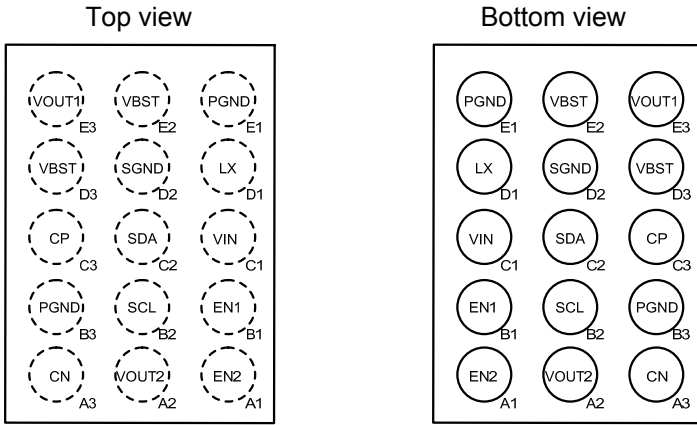 Top view
VOUT1 VBST PGND
E3 E2 E1
VBST SGND LX
D3 D2 D1
CP SDA VIN
C3 C2 C1
PGND SCL EN1
B3 B2 B1
CN VOUT2 EN2
A3 A2 A1
Bottom view
PGND VBST VOUT1
E1 E2 E3
LX SGND VBST
D1 D2 D3
VIN SDA CP
C1 C2 C3
EN1 SCL PGND
B1 B2 B3
EN2 VOUT2 CN
A1 A2 A3